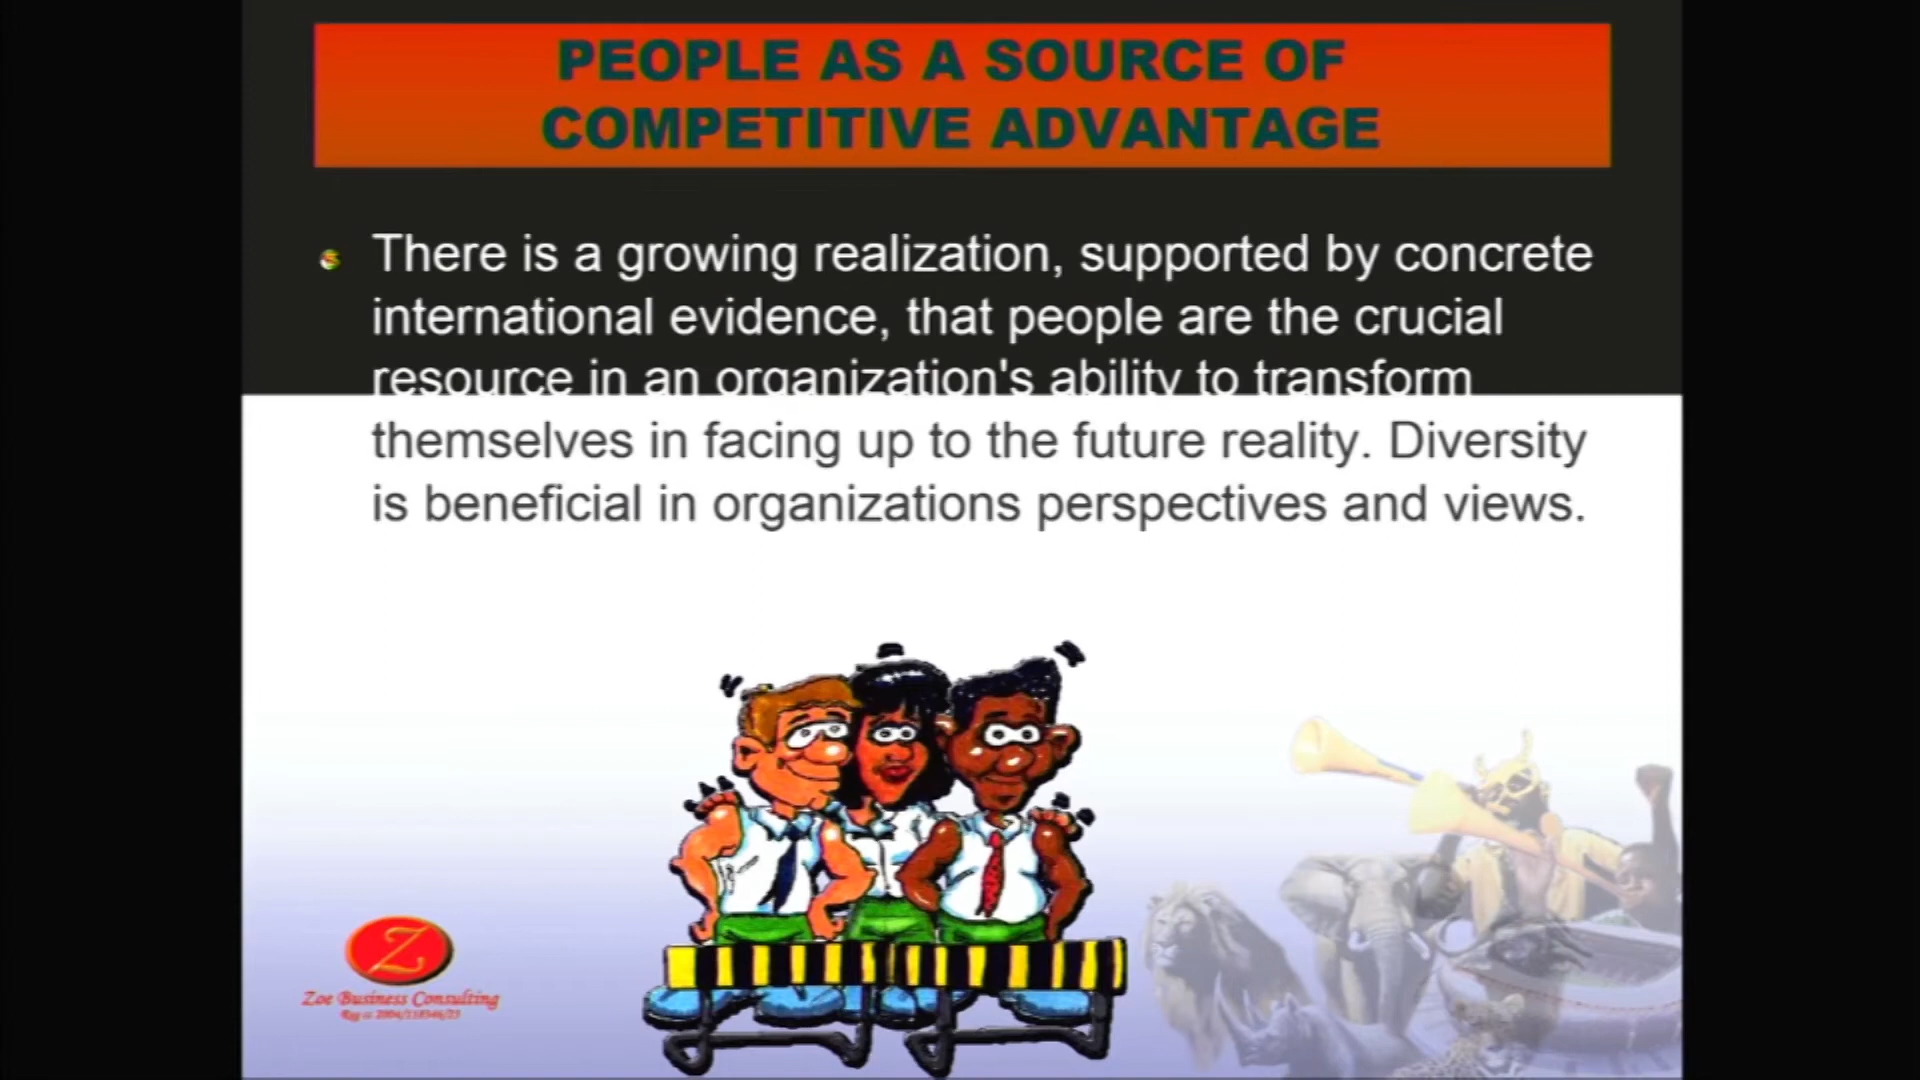 PEOPLE AS A SOURCE OF
COMPETITIVE ADVANTAGE
There is a growing realization, supported by concrete
international evidence, that people are the crucial
resource in an organization's ability to transform
themselves in facing up to the future reality. Diversity
is beneficial in organizations perspectives and views.
Z
Zoe Business Consulting